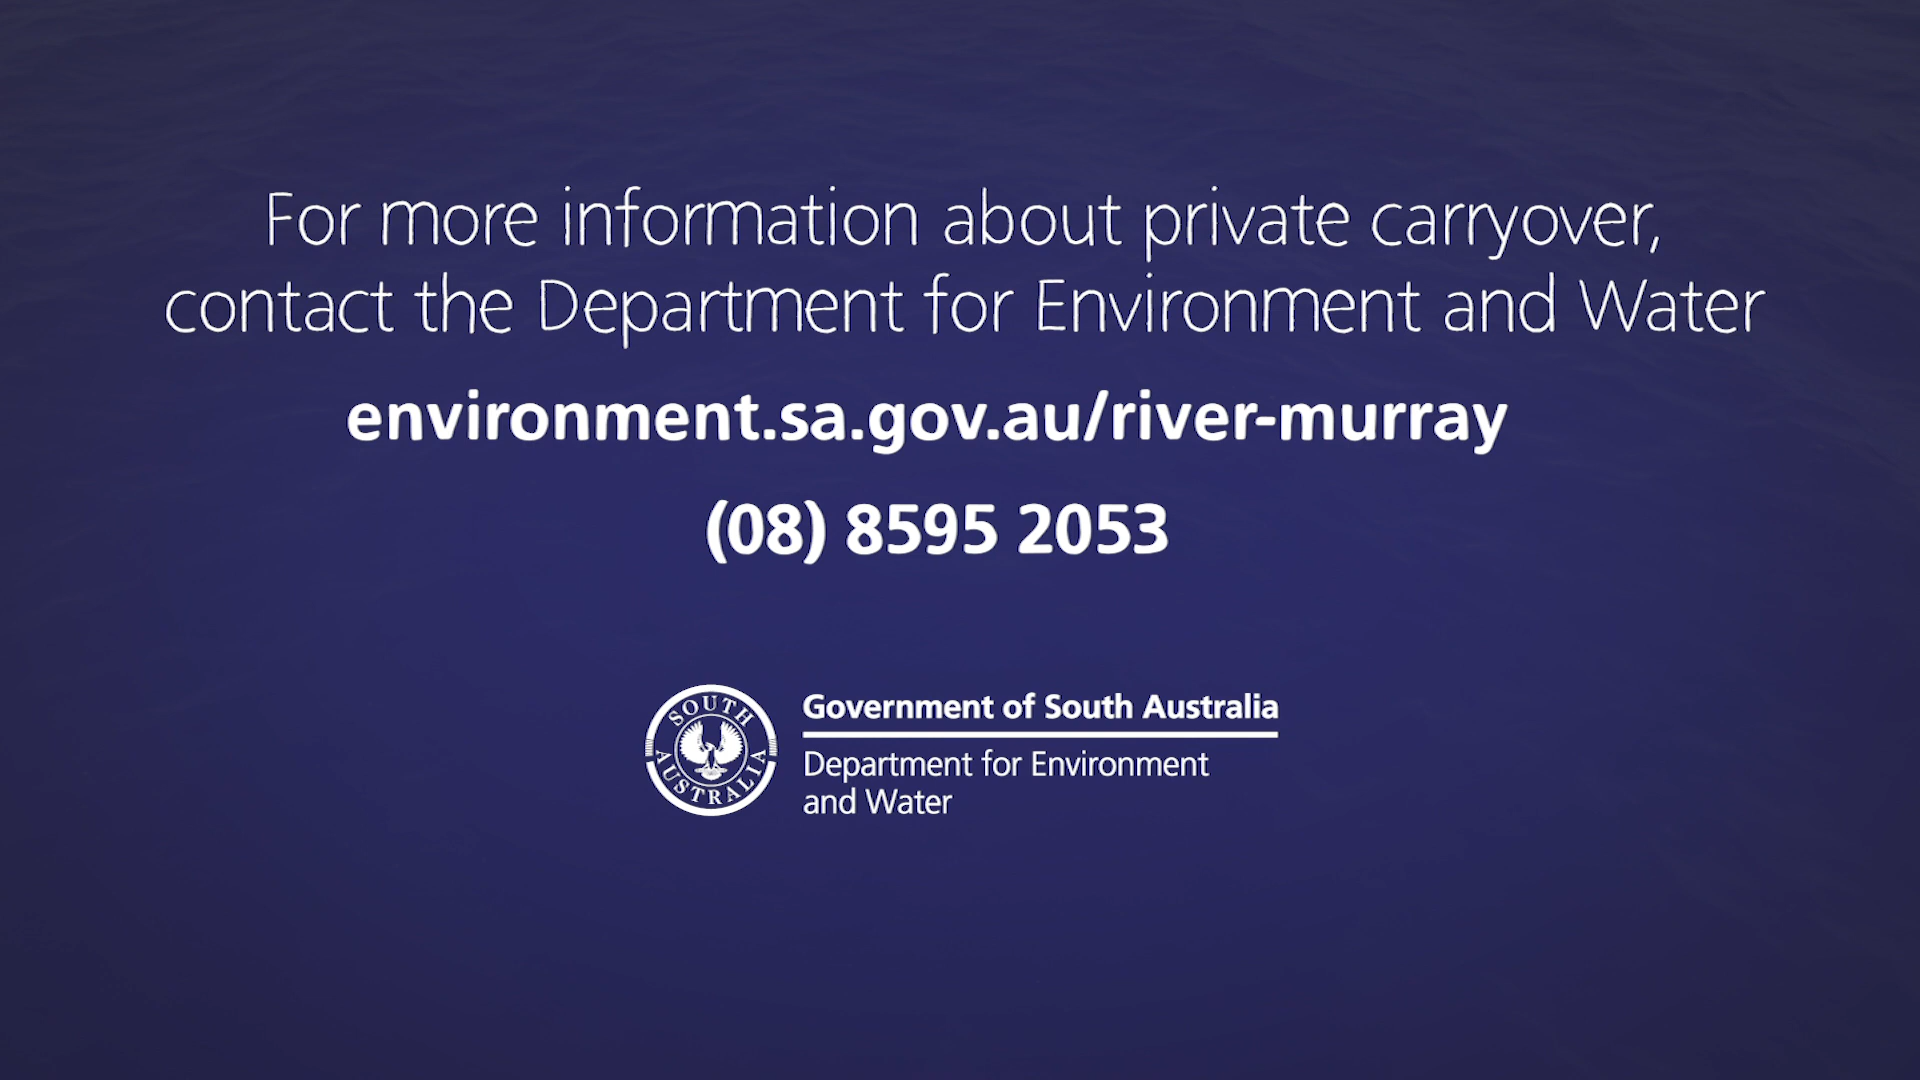 For more information about private carryover,
contact the Department for Environment and Water
environment.sa.gov.au/river-murray
(08) 8595 2053
SOUTH AUSTRALIA
Government of South Australia
Department for Environment
and Water